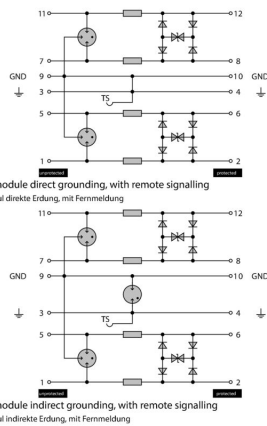 11 12
7 8
GND 9 10 GND
3 4
TS
5 6
1 2
unprotected protected
module direct grounding, with remote signalling
ul direkte Erdung, mit Fernmeldung
11 12
7 8
GND 9 10 GND
3 4
TS
5 6
1 2
unprotected protected
module indirect grounding, with remote signalling
ul indirekte Erdung, mit Fernmeldung